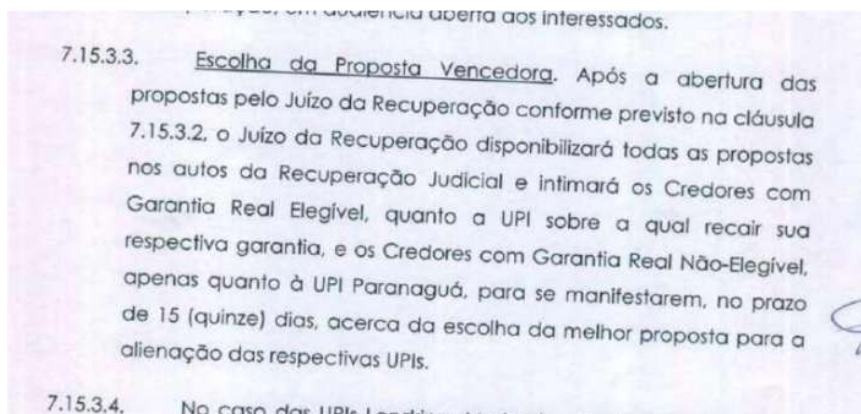 audiência aberta aos interessados.
7.15.3.3. Escolha da Proposta Vencedora. Após a abertura das
propostas pelo Juízo da Recuperação conforme previsto na cláusula
7.15.3.2, o Juízo da Recuperação disponibilizará todas as propostas
nos autos da Recuperação Judicial e intimará os Credores com
Garantia Real Elegível, quanto a UPI sobre a qual recair sua
respectiva garantia, e os Credores com Garantia Real Não-Elegível,
apenas quanto à UPI Paranaguá, para se manifestarem, no prazo
de 15 (quinze) dias, acerca da escolha da melhor proposta para a
alienação das respectivas UPIs.
7.15.3.4. No caso das UPIs